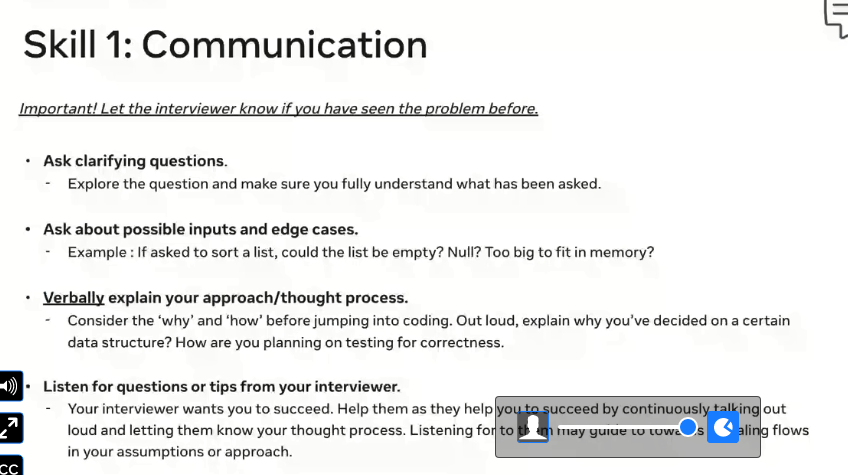 Skill 1: Communication
Important! Let the interviewer know if you have seen the problem before.
• Ask clarifying questions.
- Explore the question and make sure you fully understand what has been asked.
• Ask about possible inputs and edge cases.
- Example : If asked to sort a list, could the list be empty? Null? Too big to fit in memory?
• Verbally explain your approach/thought process.
- Consider the ‘why’ and ‘how’ before jumping into coding. Out loud, explain why you’ve decided on a certain
data structure? How are you planning on testing for correctness.
• Listen for questions or tips from your interviewer.
- Your interviewer wants you to succeed. Help them as they help you to succeed by continuously talking out
loud and letting them know your thought process. Listening for to them may guide to flows
in your assumptions or approach.
CC